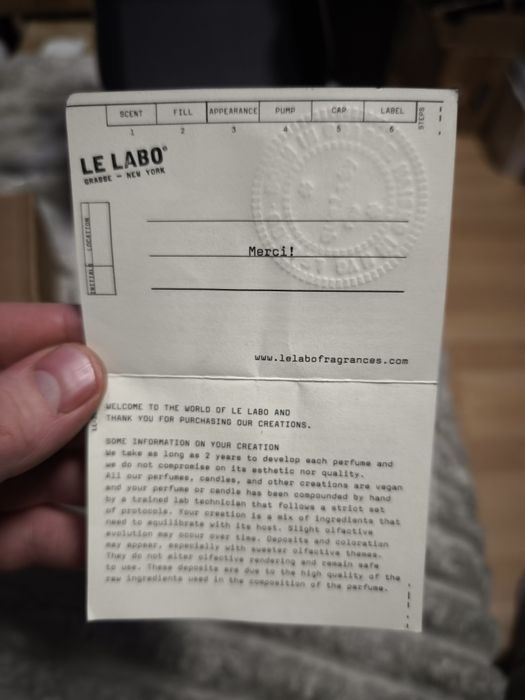 SCENT FILL APPEARANCE PUMP CAP LABEL STEPS
1 2 3 4 5 6
LE LABO®
GRASSE - NEW YORK
LOCATION
INITIALS
Merci!
www.lelabofragrances.com
WELCOME TO THE WORLD OF LE LABO AND
THANK YOU FOR PURCHASING OUR CREATIONS.
SOME INFORMATION ON YOUR CREATION
We take as long as 2 years to develop each perfume and
we do not compromise on its esthetic nor quality.
All our perfumes, candles, and other creations are vegan
and your perfume or candle has been compounded by hand
by a trained lab technician that follows a strict set
of protocols. Your creation is a mix of ingredients that
need to equilibrate with its host. Slight olfactive
evolution may occur over time. Deposits and coloration
may appear, especially with sweeter olfactive themes.
They do not alter olfactive rendering and remain safe
to use. These deposits are due to the high quality of the
raw ingredients used in the composition of the perfume.